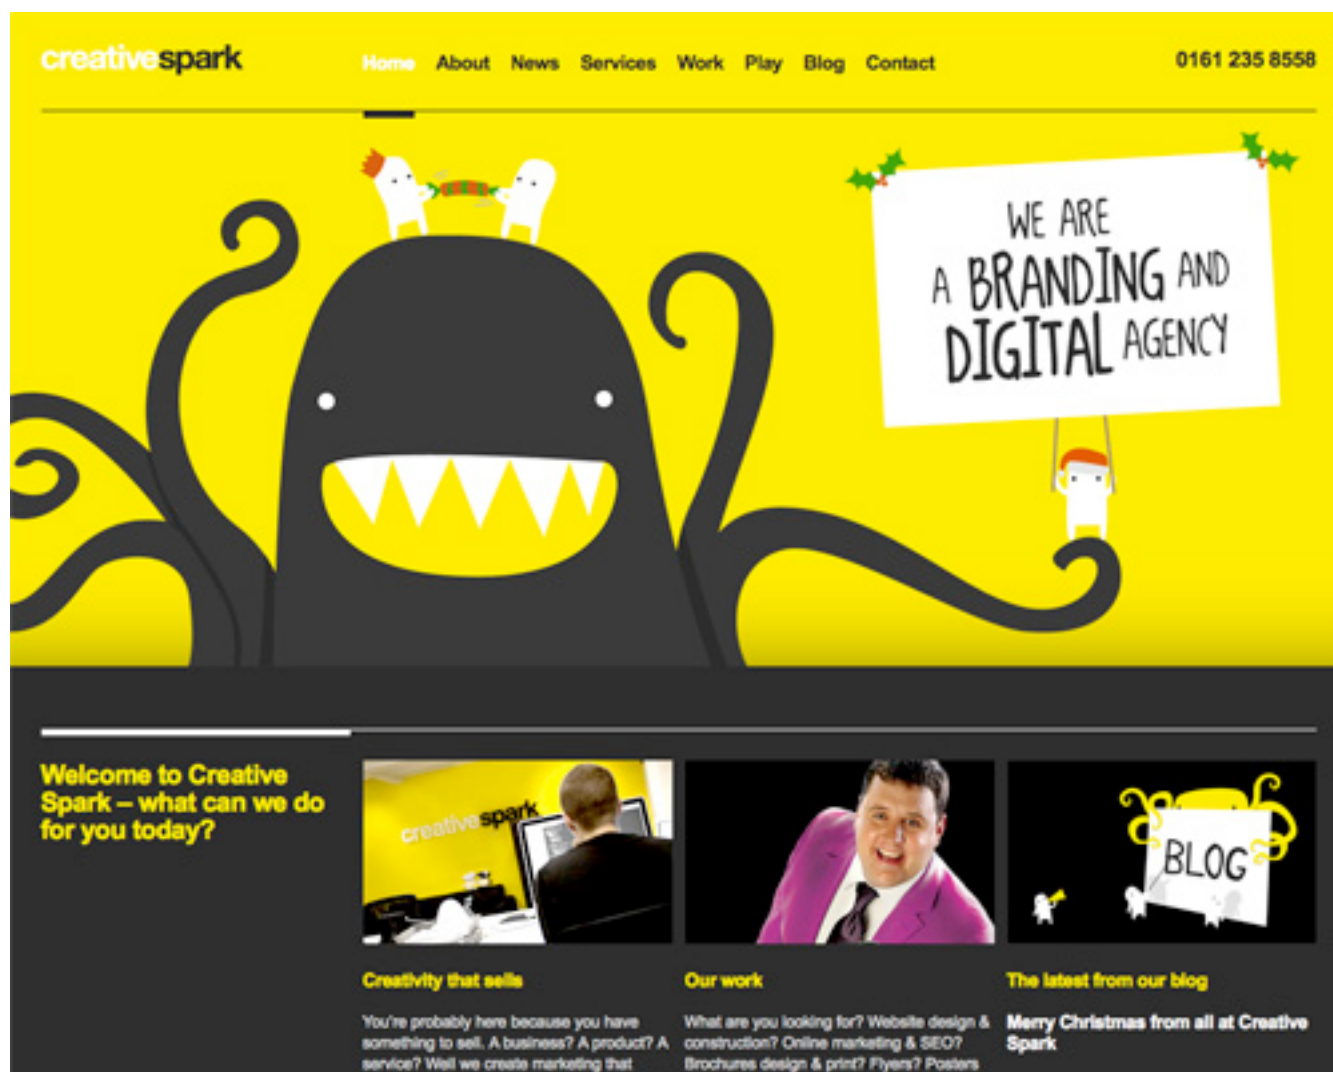 creativespark
Home About News Services Work Play Blog Contact
0161 235 8558
WE ARE
A BRANDING AND
DIGITAL AGENCY
Welcome to Creative
Spark – what can we do
for you today?
creativespark
BLOG
Creativity that sells
You're probably here because you have
something to sell. A business? A product? A
service? Well we create marketing that
Our work
What are you looking for? Website design &
construction? Online marketing & SEO?
Brochures design & print? Flyers? Posters
The latest from our blog
Merry Christmas from all at Creative
Spark